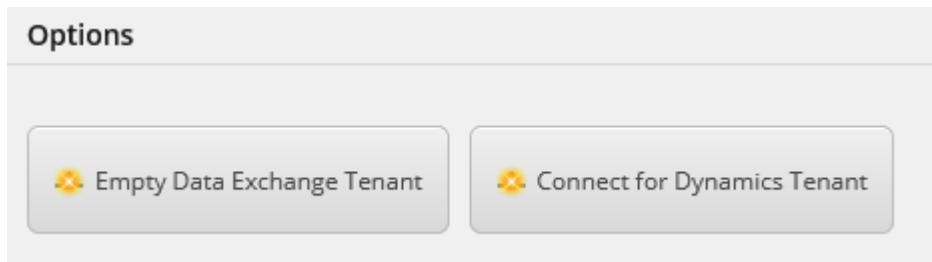 Options
Empty Data Exchange Tenant
Connect for Dynamics Tenant